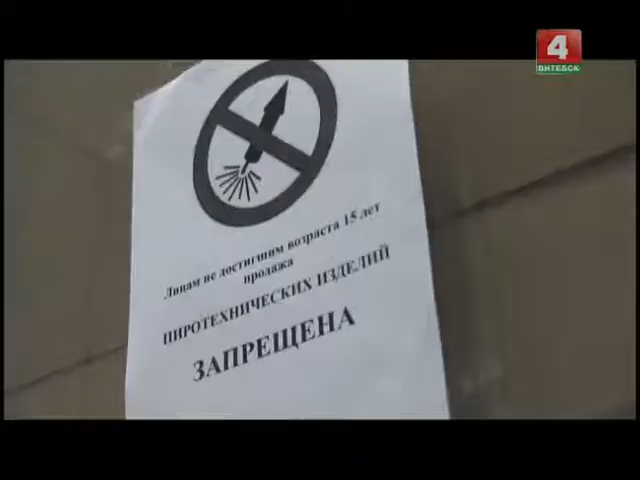 4
ВИТЕБСК
Лицам не достигшим возраста 15 лет
продажа
ПИРОТЕХНИЧЕСКИХ ИЗДЕЛИЙ
ЗАПРЕЩЕНА